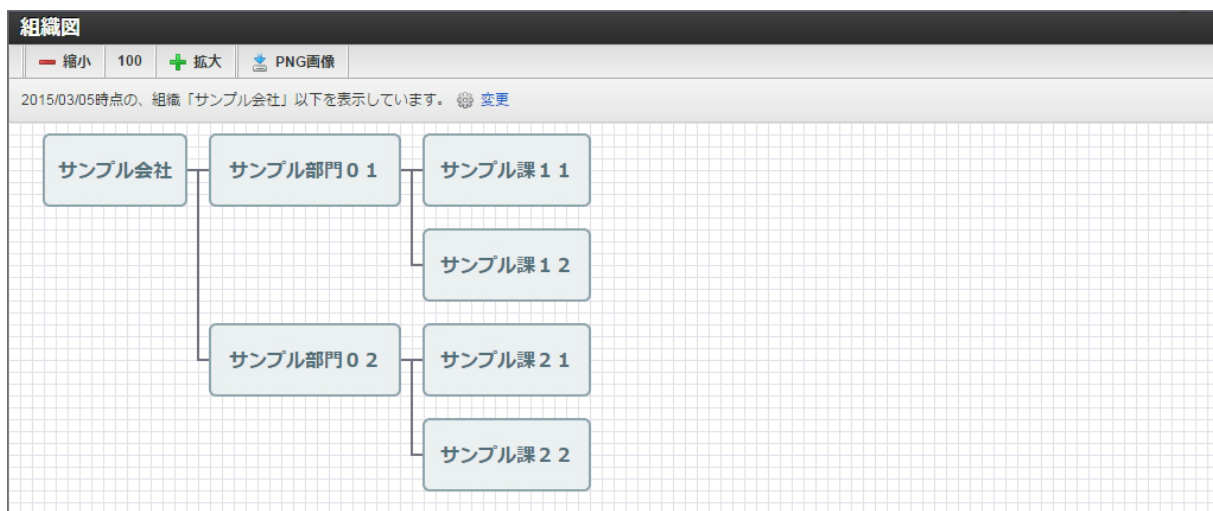 組織図
縮小 100 拡大 PNG画像
2015/03/05時点の、組織「サンプル会社」以下を表示しています。 変更
サンプル会社 サンプル部門01 サンプル課11
サンプル課12
サンプル部門02 サンプル課21
サンプル課22